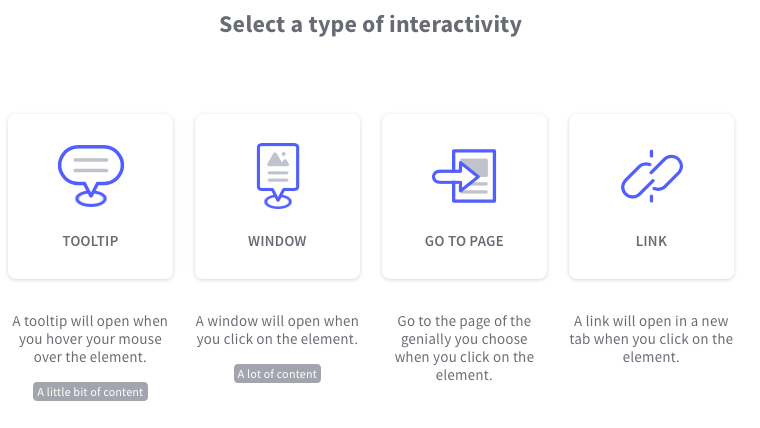 Select a type of interactivity
TOOLTIP
A tooltip will open when
you hover your mouse
over the element.
A little bit of content
WINDOW
A window will open when
you click on the element.
A lot of content
GO TO PAGE
Go to the page of the
genially you choose
when you click on the
element.
LINK
A link will open in a new
tab when you click on the
element.